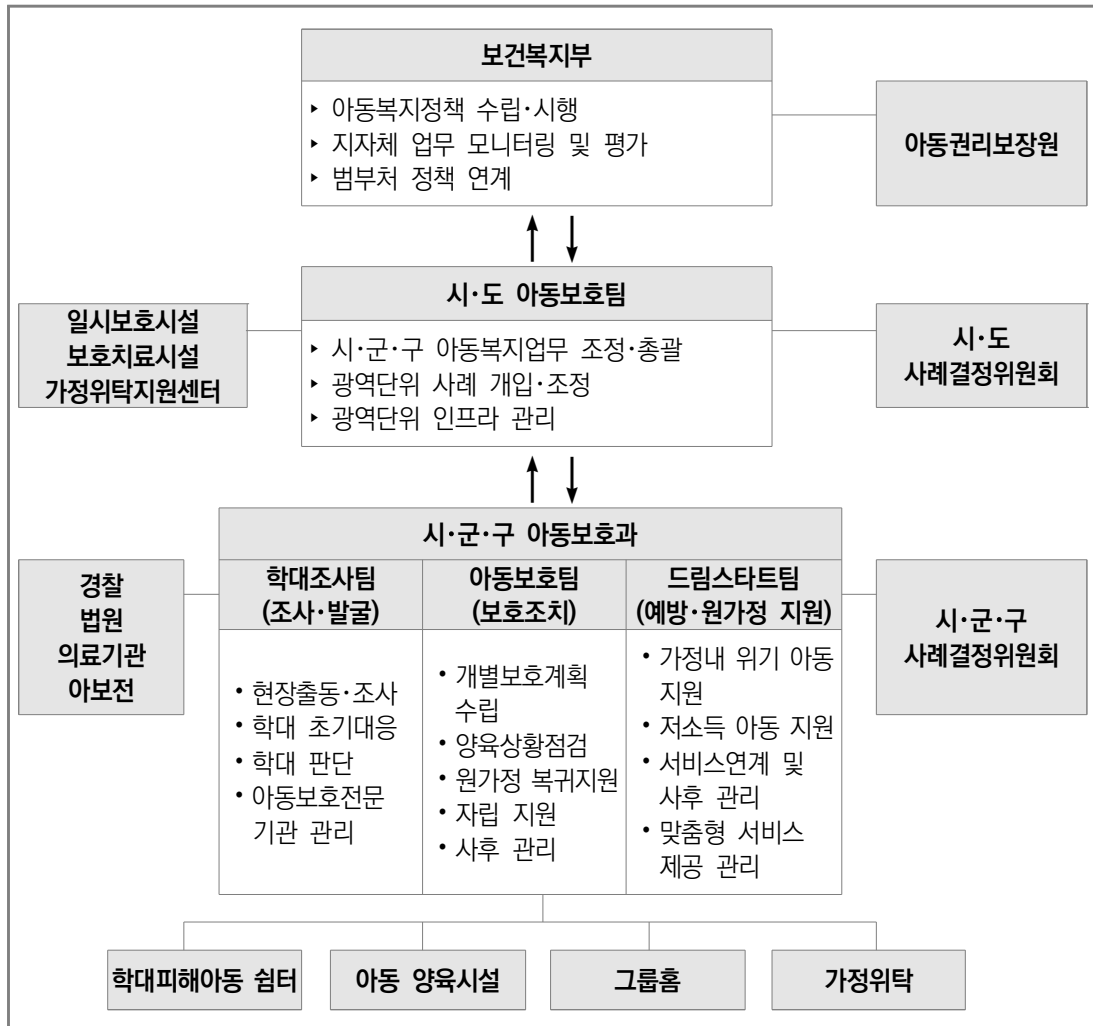 보건복지부
▸ 아동복지정책 수립·시행
▸ 지자체 업무 모니터링 및 평가
▸ 범부처 정책 연계
아동권리보장원
시·도 아동보호팀
▸ 시·군·구 아동복지업무 조정·총괄
▸ 광역단위 사례 개입·조정
▸ 광역단위 인프라 관리
일시보호시설
보호치료시설
가정위탁지원센터
시·도
사례결정위원회
시·군·구 아동보호과
경찰
법원
의료기관
아보전
학대조사팀
(조사·발굴)
• 현장출동·조사
• 학대 초기대응
• 학대 판단
• 아동보호전문
기관 관리
아동보호팀
(보호조치)
• 개별보호계획
수립
• 양육상황점검
• 원가정 복귀지원
• 자립 지원
• 사후 관리
드림스타트팀
(예방·원가정 지원)
• 가정내 위기 아동
지원
• 저소득 아동 지원
• 서비스연계 및
사후 관리
• 맞춤형 서비스
제공 관리
시·군·구
사례결정위원회
학대피해아동 쉼터
아동 양육시설
그룹홈
가정위탁